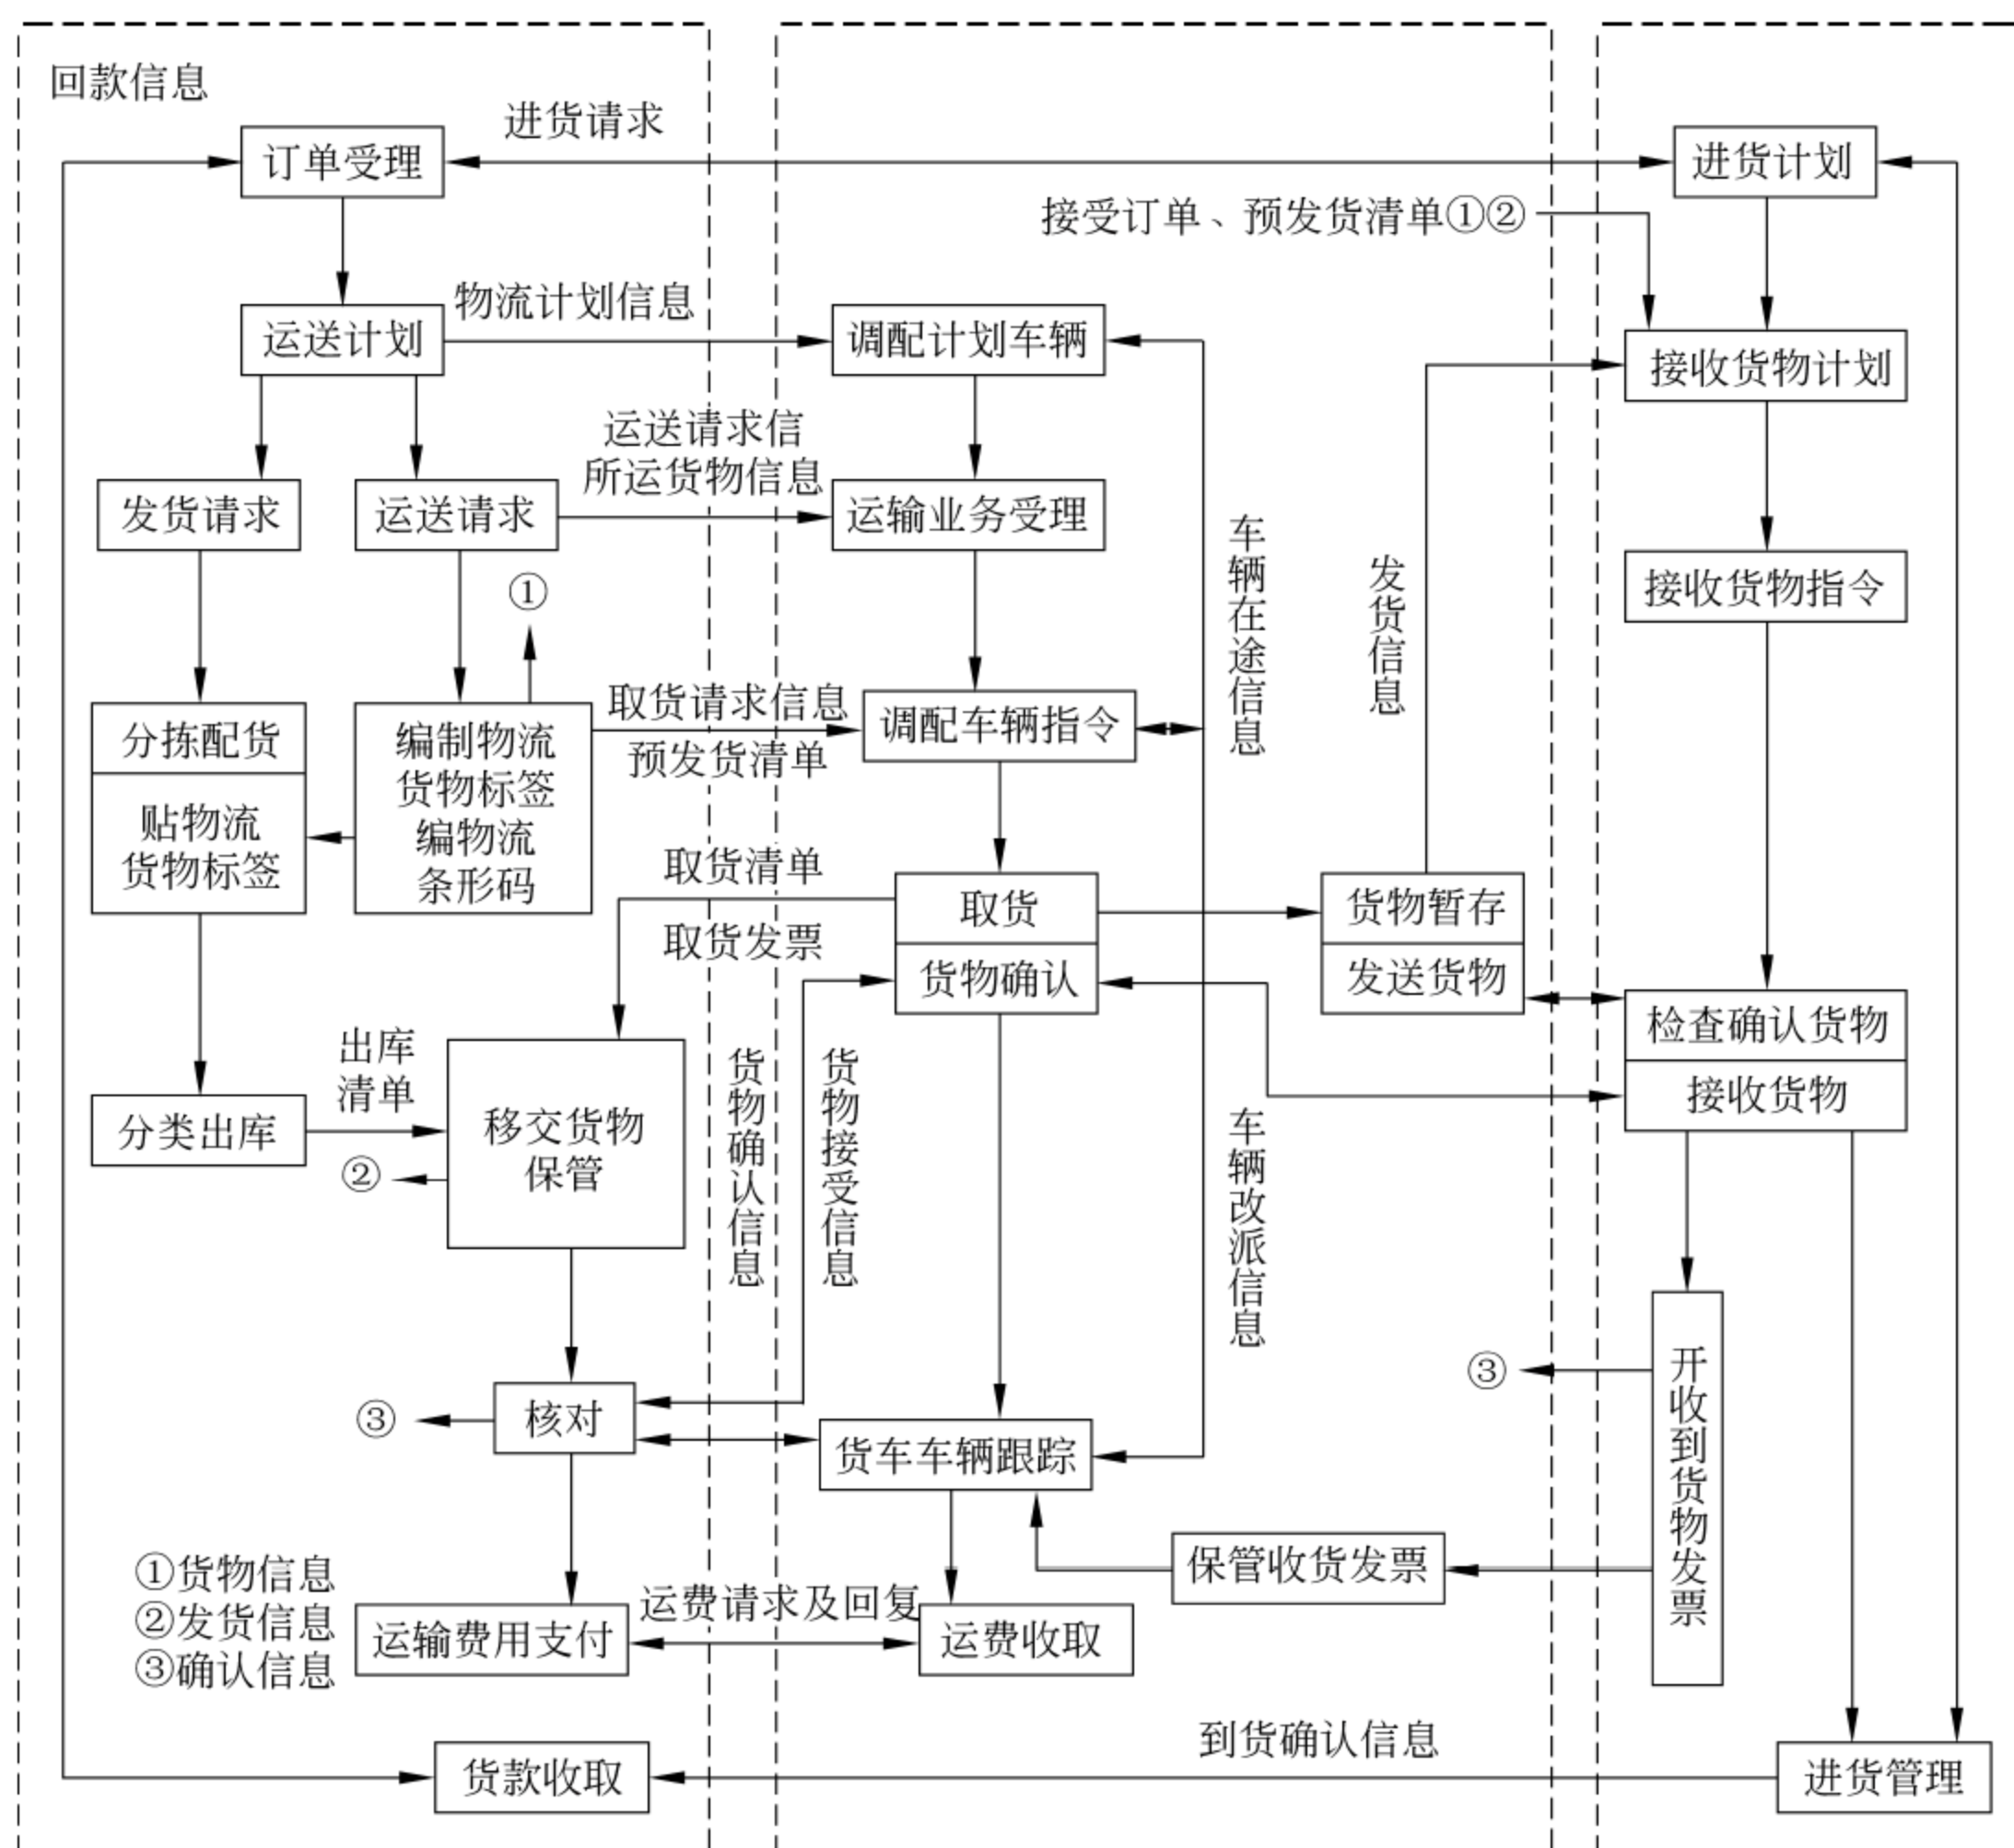 回款信息
进货请求
订单受理
进货计划
接受订单、预发货清单①②
物流计划信息
运送计划
调配计划车辆
接收货物计划
运送请求信
所运货物信息
发货请求
运送请求
运输业务受理
车辆在途信息
发货信息
接收货物指令
①
取货请求信息
预发货清单
分拣配货
贴物流
货物标签
编制物流
货物标签
编物流
条形码
调配车辆指令
取货清单
取货发票
取货
货物确认
货物暂存
发送货物
检查确认货物
接收货物
出库
清单
分类出库
②
移交货物
保管
货物确认信息
货物接受信息
车辆改派信息
③
核对
货车车辆跟踪
③
开收到货物发票
保管收货发票
①货物信息
②发货信息
③确认信息
运费请求及回复
运输费用支付
运费收取
到货确认信息
货款收取
进货管理